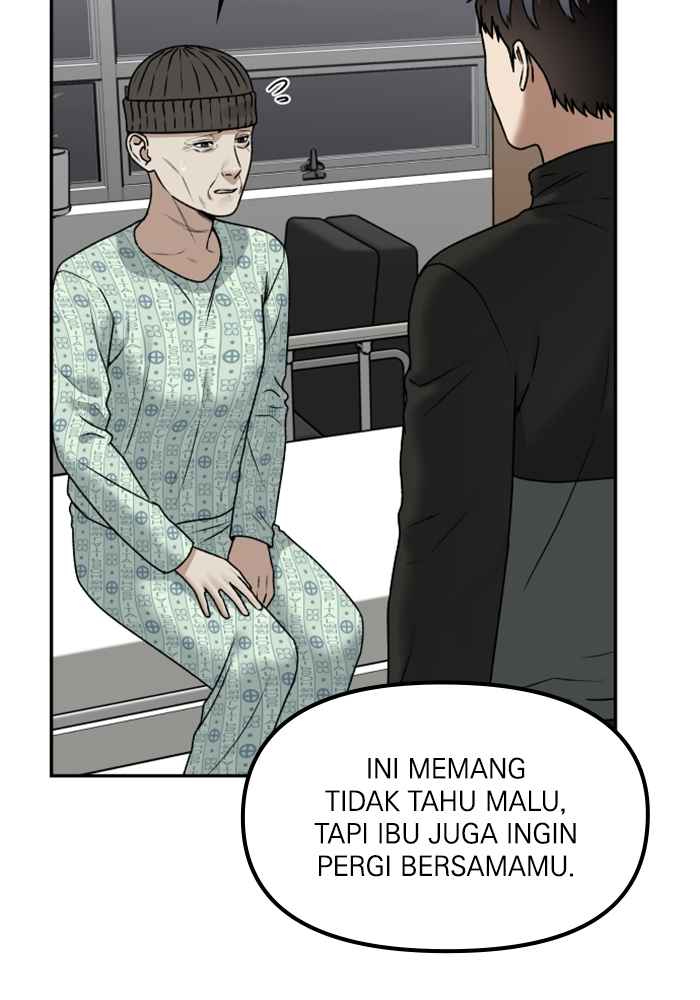 INI MEMANG
TIDAK TAHU MALU,
TAPI IBU JUGA INGIN
PERGI BERSAMAMU.